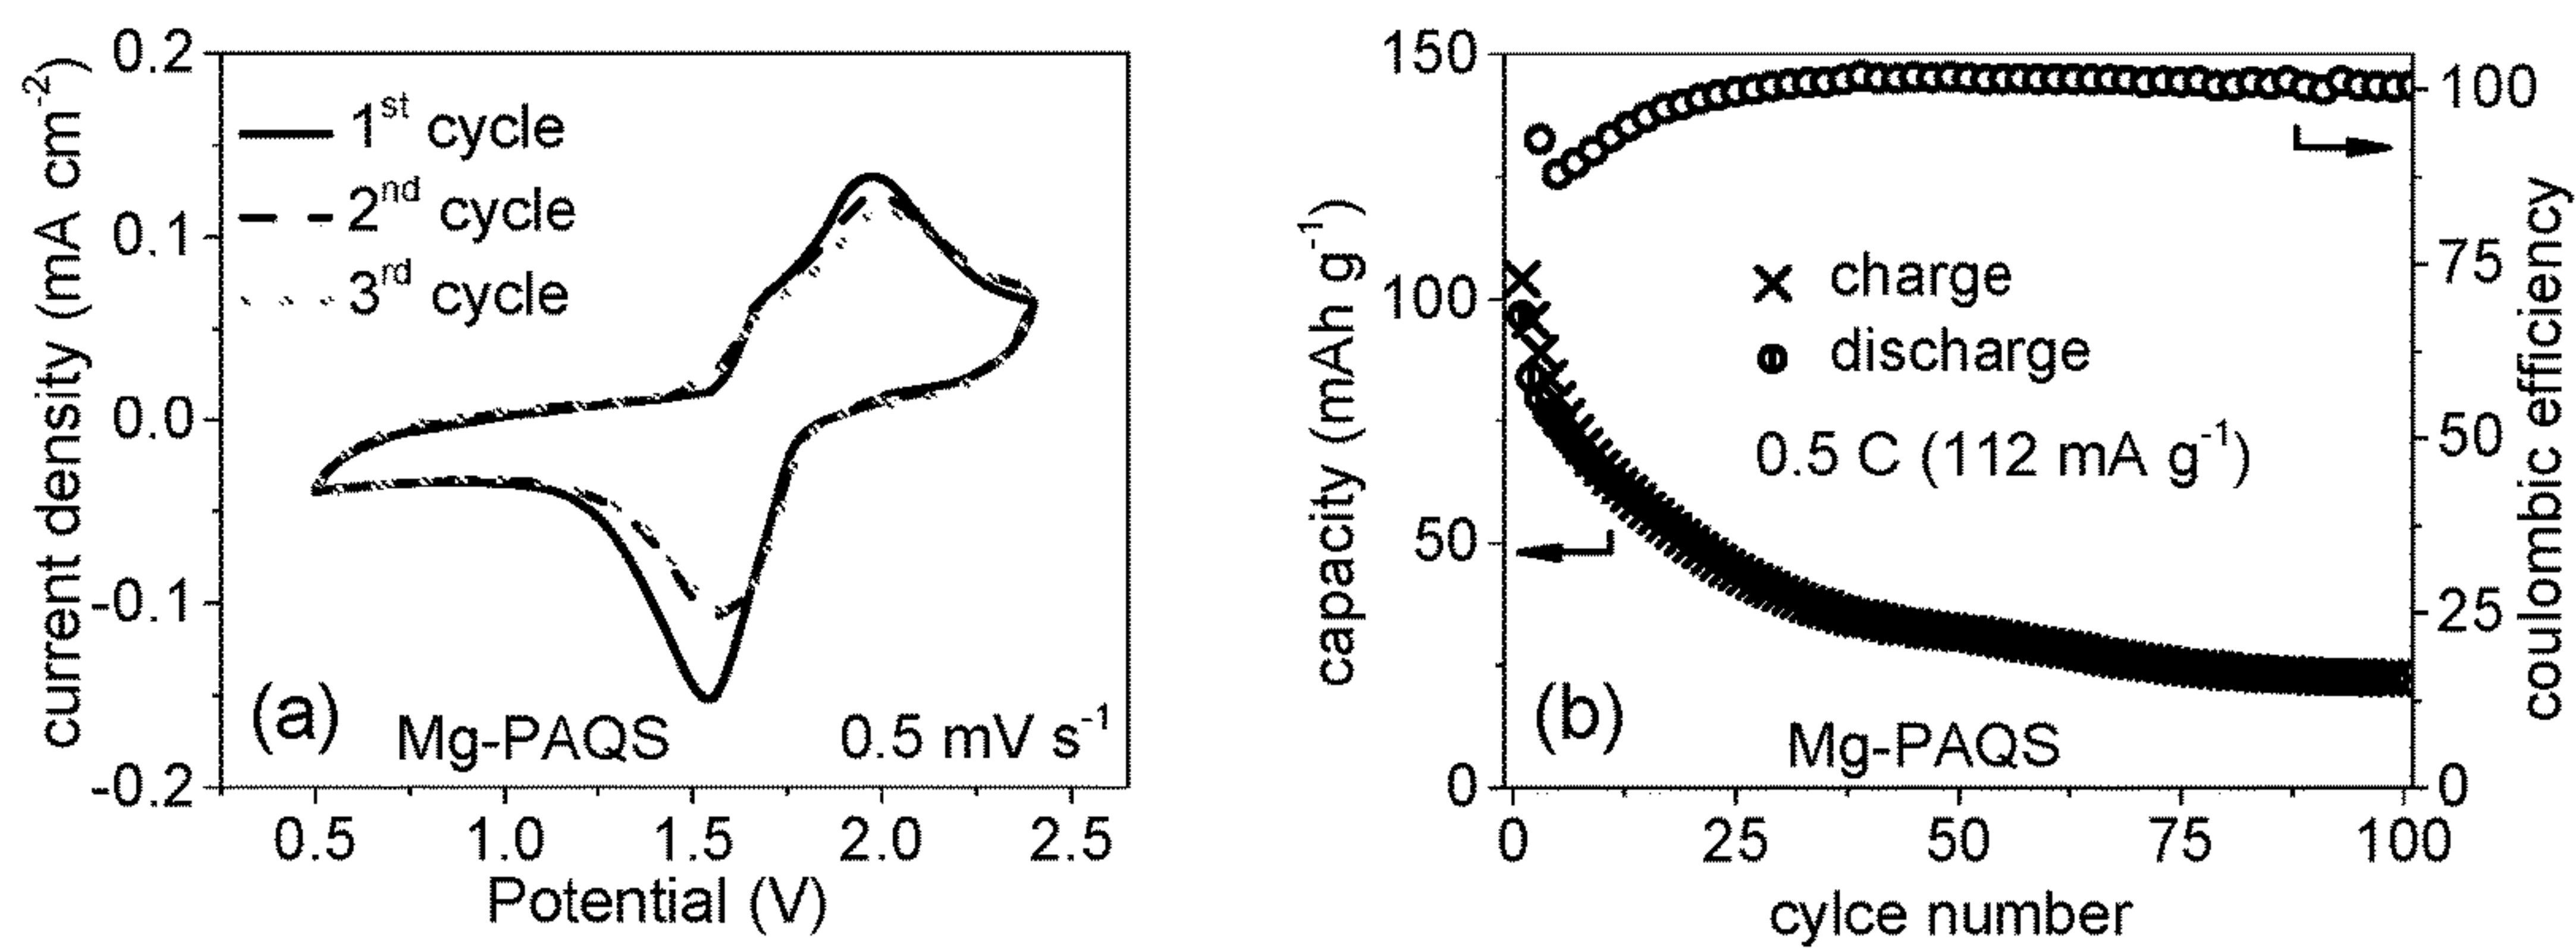 0.2
0.1
0.0
-0.1
-0.2
current density (mA cm⁻²)
1ˢᵗ cycle
2ⁿᵈ cycle
3ʳᵈ cycle
(a)
Mg-PAQS
0.5 mV s⁻¹
0.5 1.0 1.5 2.0 2.5
Potential (V)
150
100
50
0
capacity (mAh g⁻¹)
charge
discharge
0.5 C (112 mA g⁻¹)
(b)
Mg-PAQS
100
75
50
25
0
coulombic efficiency
0 25 50 75 100
cylce number